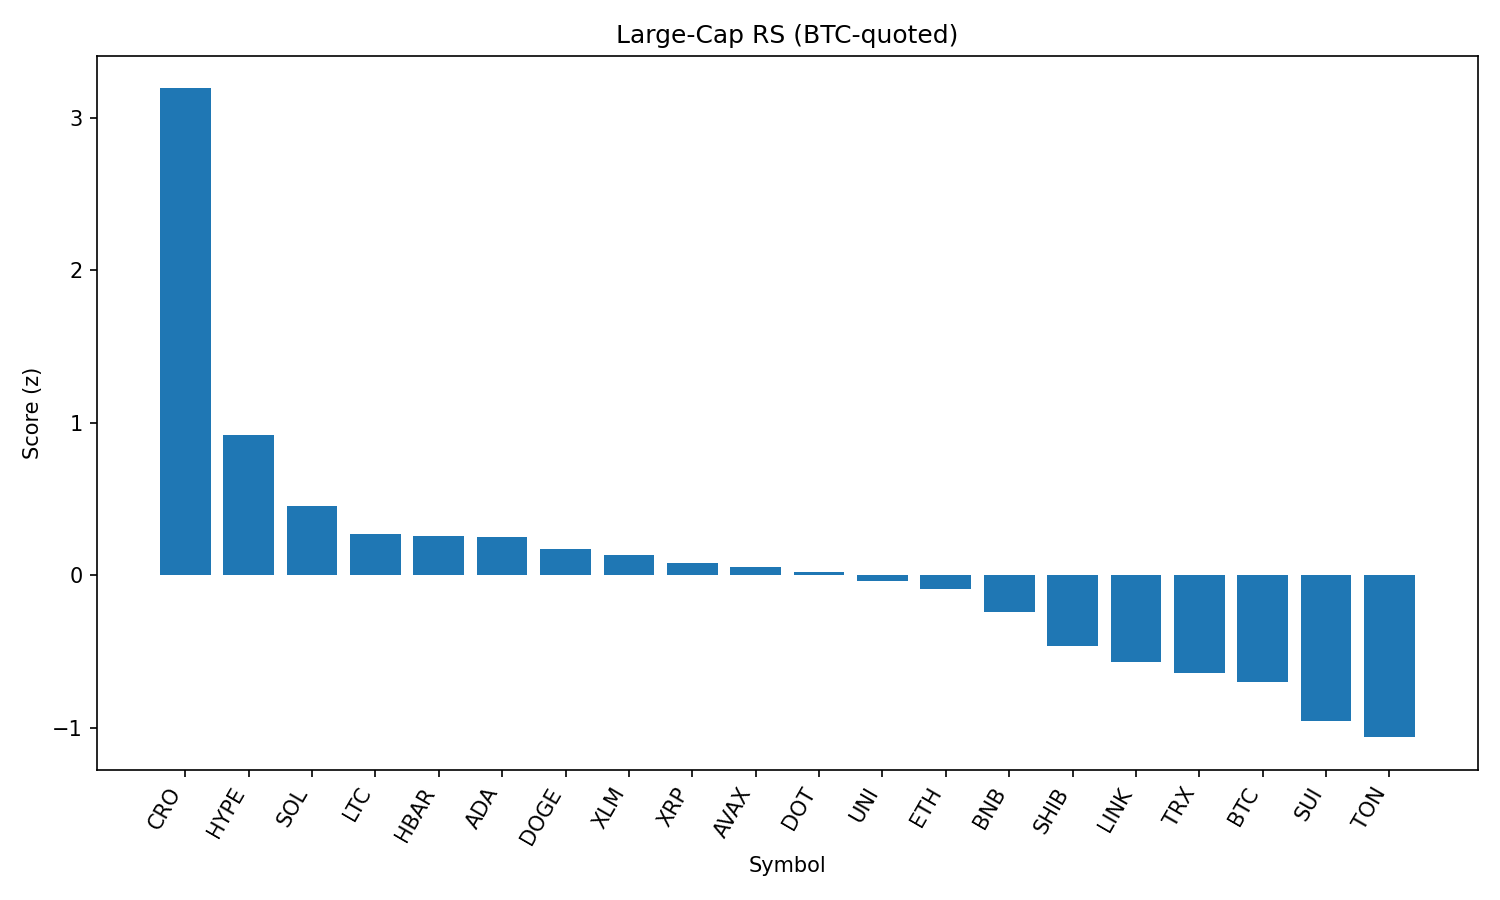 Large-Cap RS (BTC-quoted)
Score (z)
3
2
1
0
−1
CRO
HYPE
SOL
LTC
HBAR
ADA
DOGE
XLM
XRP
AVAX
DOT
UNI
ETH
BNB
SHIB
LINK
TRX
BTC
SUI
TON
Symbol